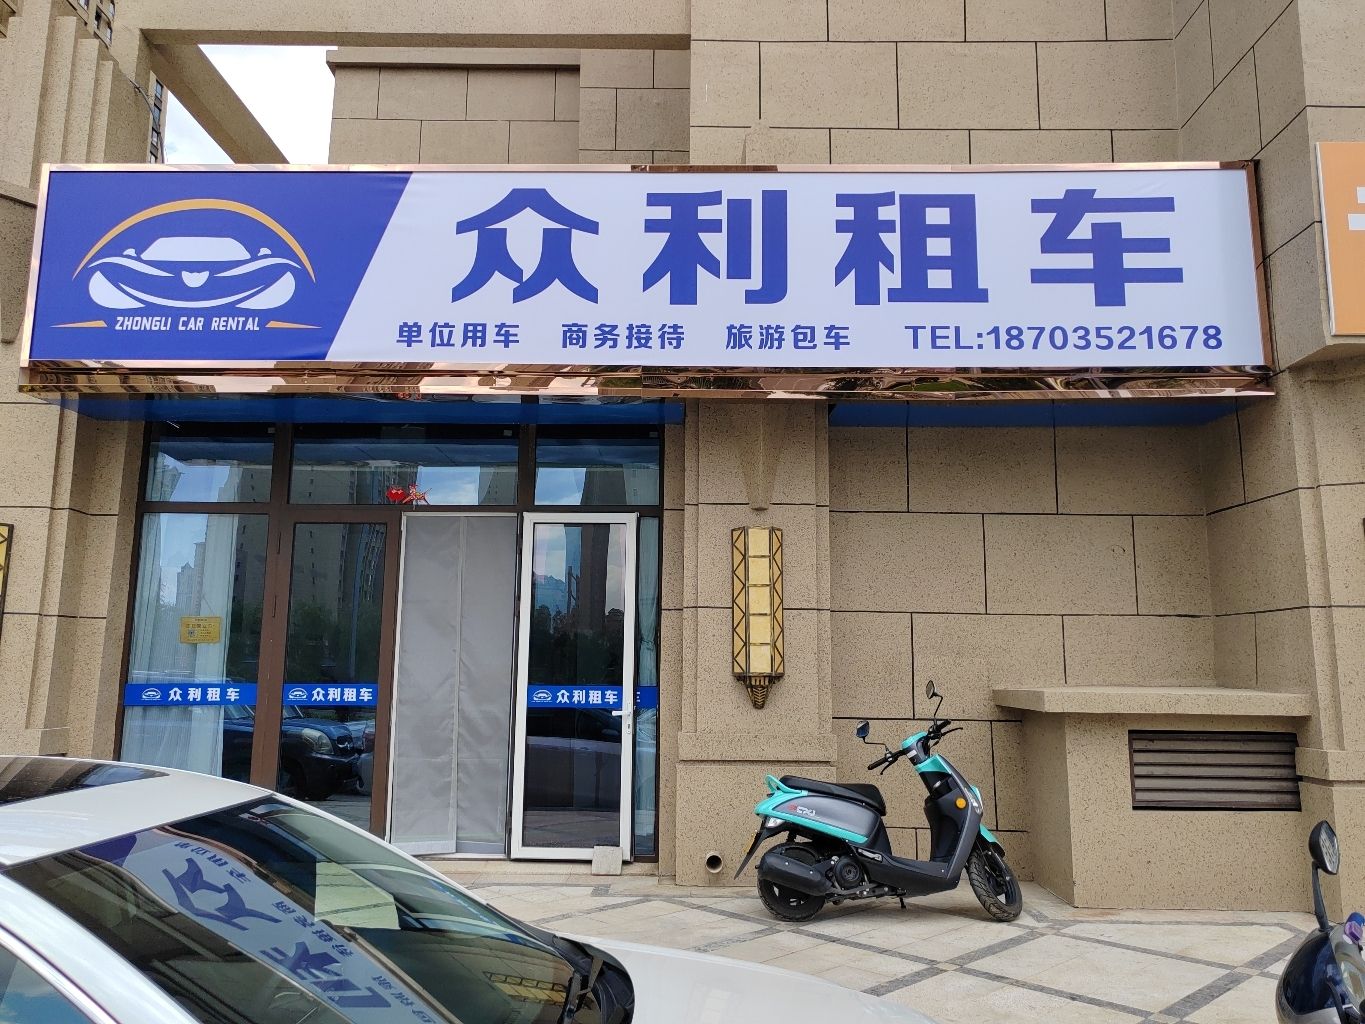 众利租车
ZHONGLI CAR RENTAL
单位用车 商务接待 旅游包车 TEL:18703521678
众利租车
众利租车
众利租车 车